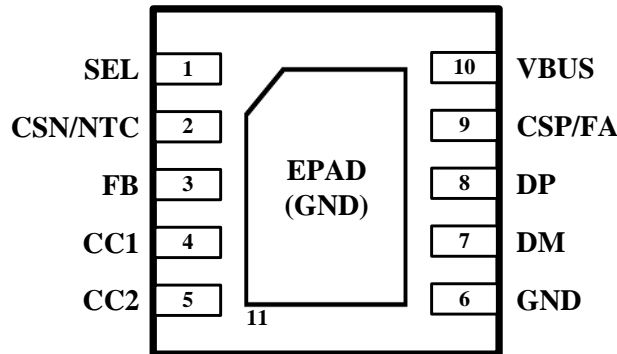 SEL 1 10 VBUS
CSN/NTC 2 9 CSP/FA
FB 3 EPAD 8 DP
(GND)
CC1 4 7 DM
CC2 5 6 GND
11